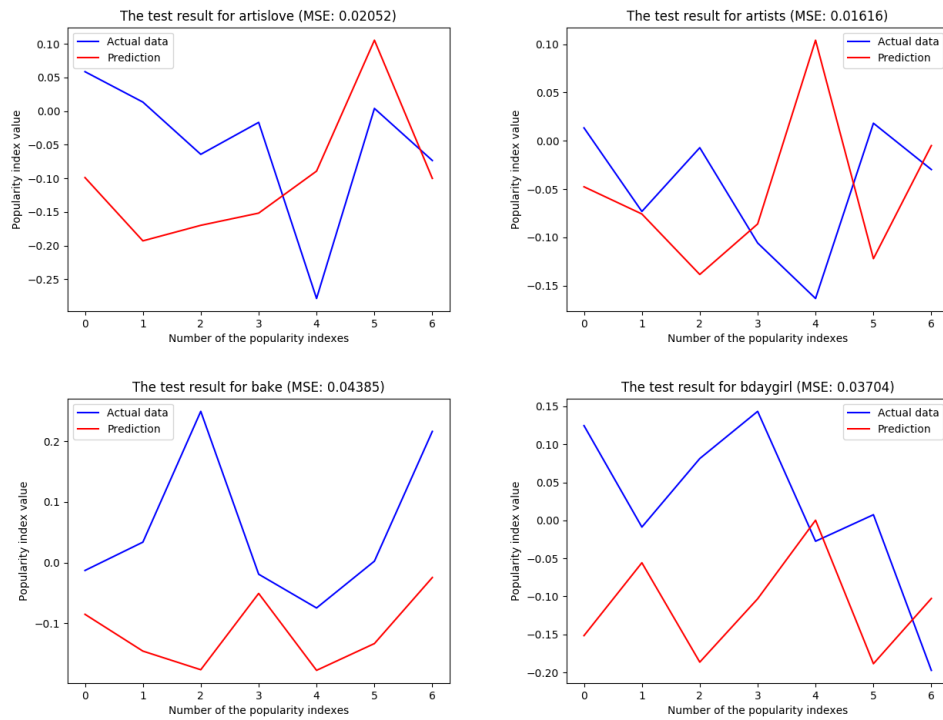 The test result for artislove (MSE: 0.02052)
Actual data
Prediction
Popularity index value
0.10
0.05
0.00
−0.05
−0.10
−0.15
−0.20
−0.25
0 1 2 3 4 5 6
Number of the popularity indexes
The test result for artists (MSE: 0.01616)
Actual data
Prediction
Popularity index value
0.10
0.05
0.00
−0.05
−0.10
−0.15
0 1 2 3 4 5 6
Number of the popularity indexes
The test result for bake (MSE: 0.04385)
Actual data
Prediction
Popularity index value
0.2
0.1
0.0
−0.1
0 1 2 3 4 5 6
Number of the popularity indexes
The test result for bdaygirl (MSE: 0.03704)
Actual data
Prediction
Popularity index value
0.15
0.10
0.05
0.00
−0.05
−0.10
−0.15
−0.20
0 1 2 3 4 5 6
Number of the popularity indexes